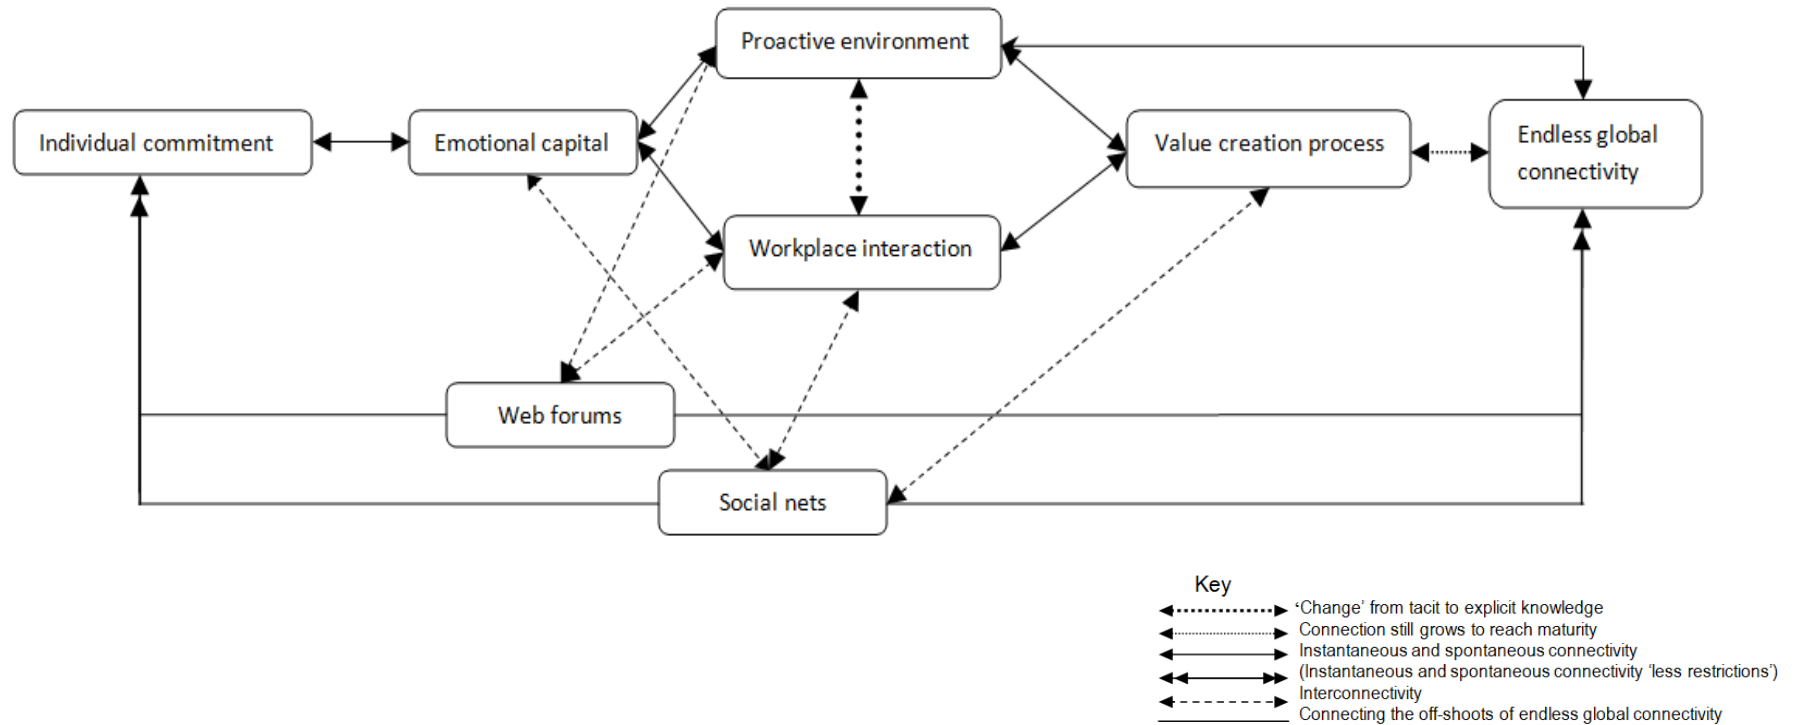 Proactive environment
Individual commitment
Emotional capital
Value creation process
Endless global
connectivity
Workplace interaction
Web forums
Social nets
Key
‘Change’ from tacit to explicit knowledge
Connection still grows to reach maturity
Instantaneous and spontaneous connectivity
(Instantaneous and spontaneous connectivity ‘less restrictions’)
Interconnectivity
Connecting the off-shoots of endless global connectivity